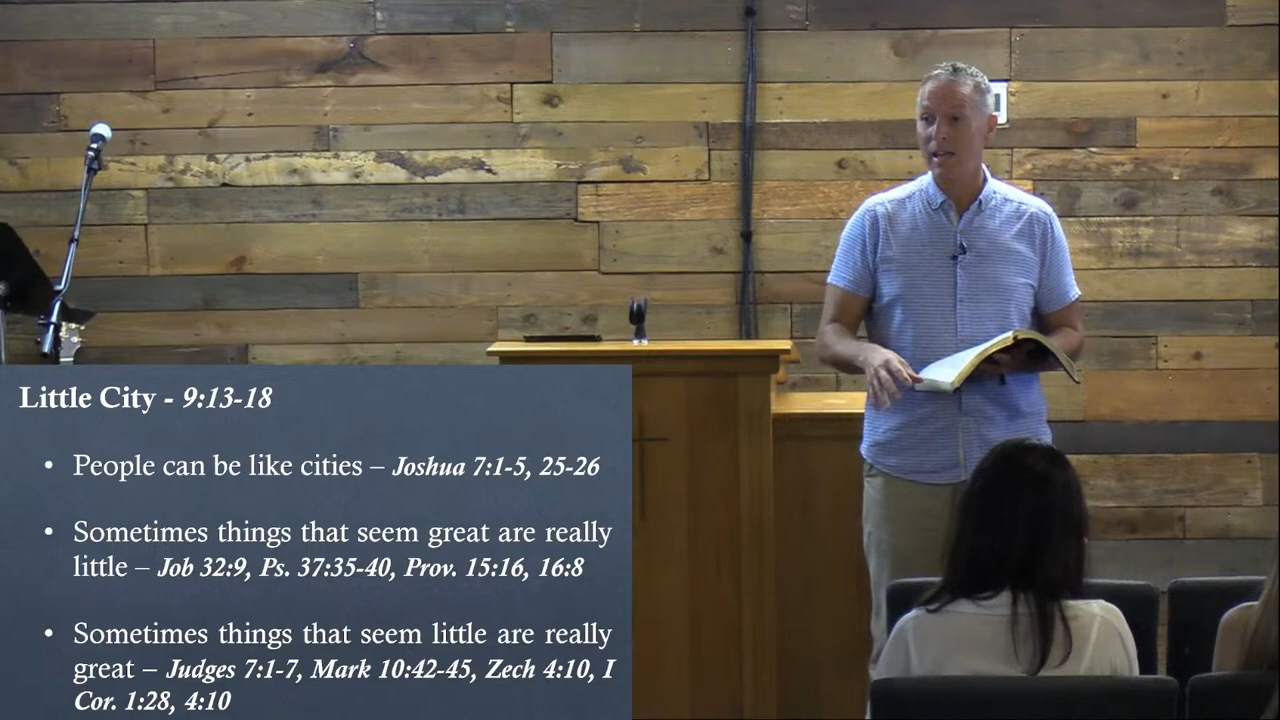 Little City - 9:13-18
• People can be like cities – Joshua 7:1-5, 25-26
• Sometimes things that seem great are really
little – Job 32:9, Ps. 37:35-40, Prov. 15:16, 16:8
• Sometimes things that seem little are really
great – Judges 7:1-7, Mark 10:42-45, Zech 4:10, I
Cor. 1:28, 4:10